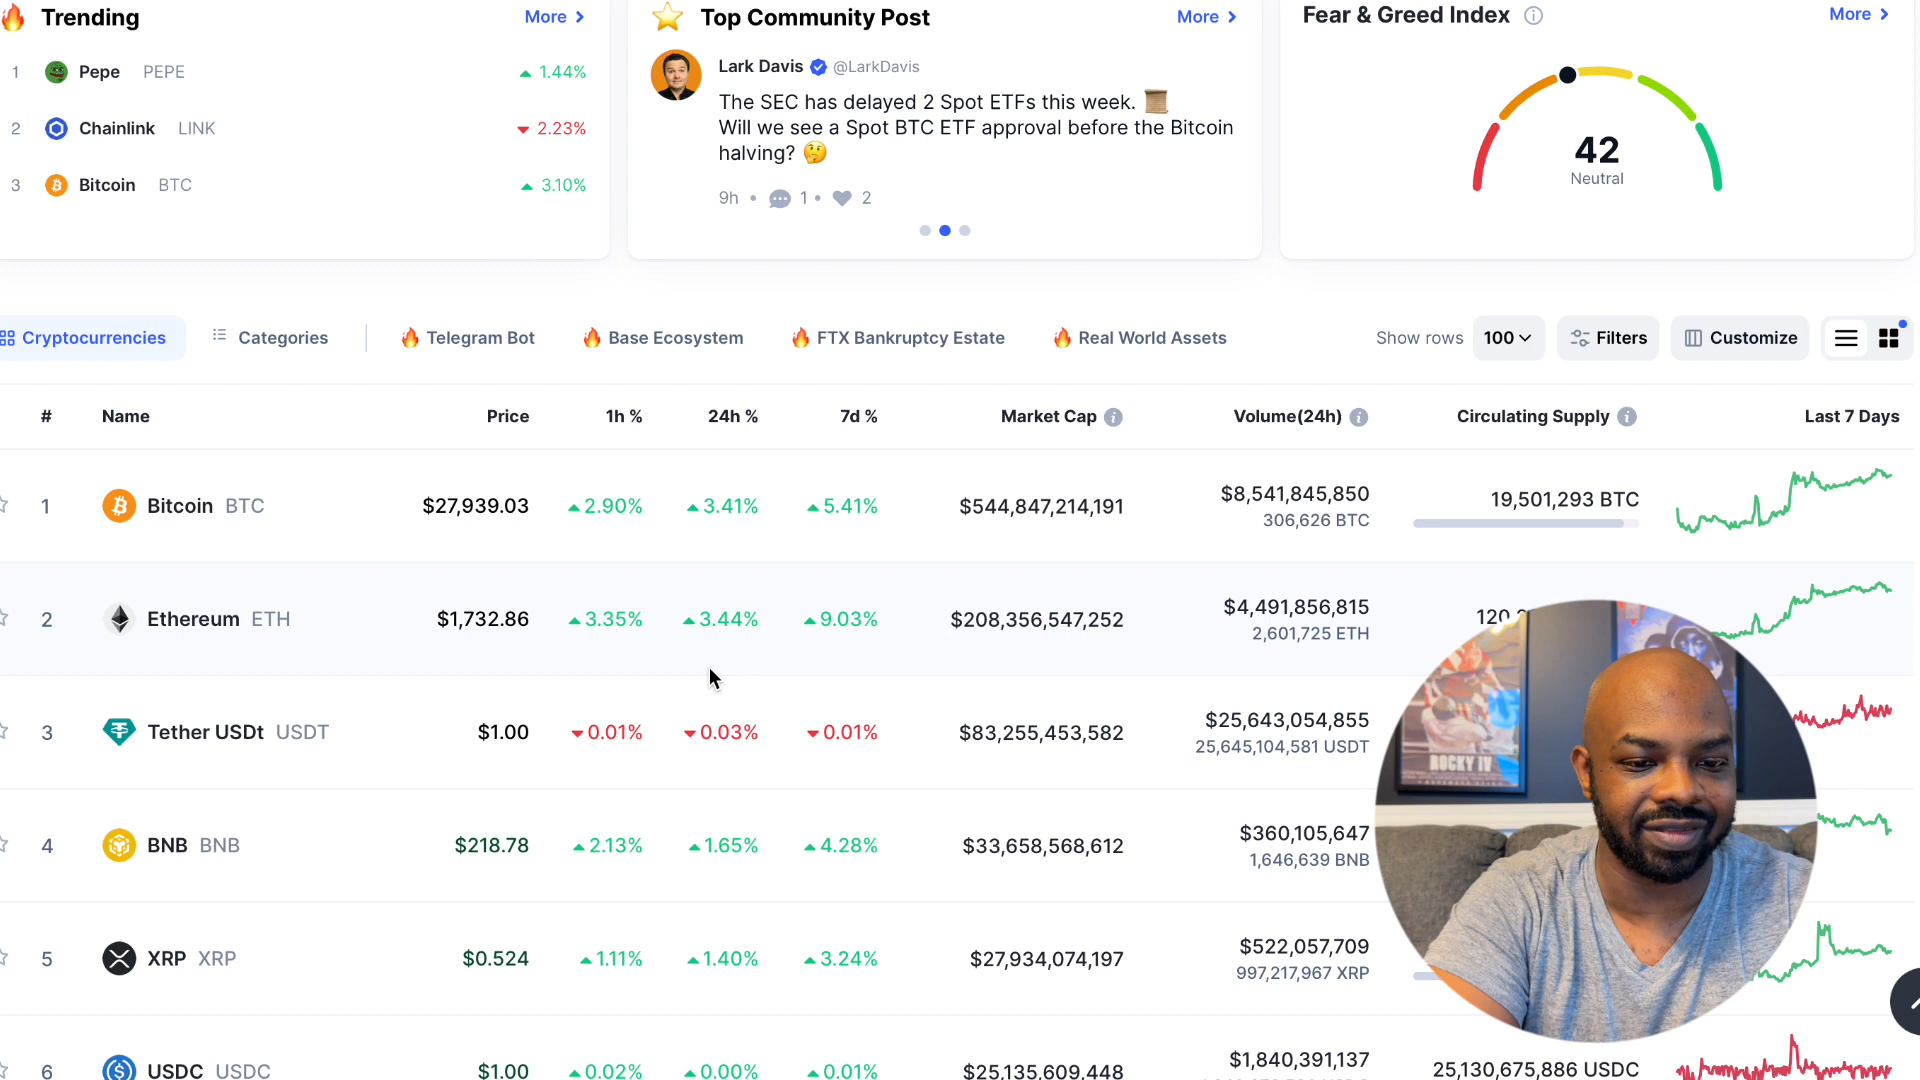 Trending
More
1 Pepe PEPE 1.44%
2 Chainlink LINK 2.23%
3 Bitcoin BTC 3.10%
Top Community Post
More
Lark Davis @LarkDavis
The SEC has delayed 2 Spot ETFs this week.
Will we see a Spot BTC ETF approval before the Bitcoin
halving?
9h • 1 • 2
Fear & Greed Index
More
42
Neutral
Cryptocurrencies Categories Telegram Bot Base Ecosystem FTX Bankruptcy Estate Real World Assets Show rows 100 Filters Customize
# Name Price 1h % 24h % 7d % Market Cap Volume(24h) Circulating Supply Last 7 Days
1 Bitcoin BTC $27,939.03 2.90% 3.41% 5.41% $544,847,214,191 $8,541,845,850 19,501,293 BTC
306,626 BTC
2 Ethereum ETH $1,732.86 3.35% 3.44% 9.03% $208,356,547,252 $4,491,856,815
2,601,725 ETH
3 Tether USDt USDT $1.00 0.01% 0.03% 0.01% $83,255,453,582 $25,643,054,855
25,645,104,581 USDT
ROCKY IV
4 BNB BNB $218.78 2.13% 1.65% 4.28% $33,658,568,612 $360,105,647
1,646,639 BNB
5 XRP XRP $0.524 1.11% 1.40% 3.24% $27,934,074,197 $522,057,709
997,217,967 XRP
6 USDC USDC $1.00 0.02% 0.00% 0.01% $25,135,609,448 $1,840,391,137 25,130,675,886 USDC